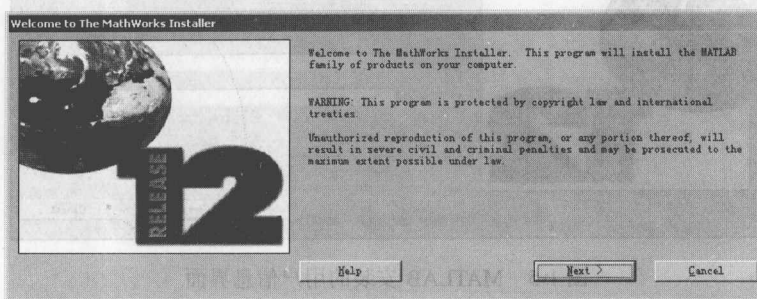 Welcome to The MathWorks Installer
Welcome to The MathWorks Installer. This program will install the MATLAB
family of products on your computer.
WARNING: This program is protected by copyright law and international
treaties.
Unauthorized reproduction of this program, or any portion thereof, will
result in severe civil and criminal penalties and may be prosecuted to the
maximum extent possible under law.
RELEASE
12
Help
Next >
Cancel